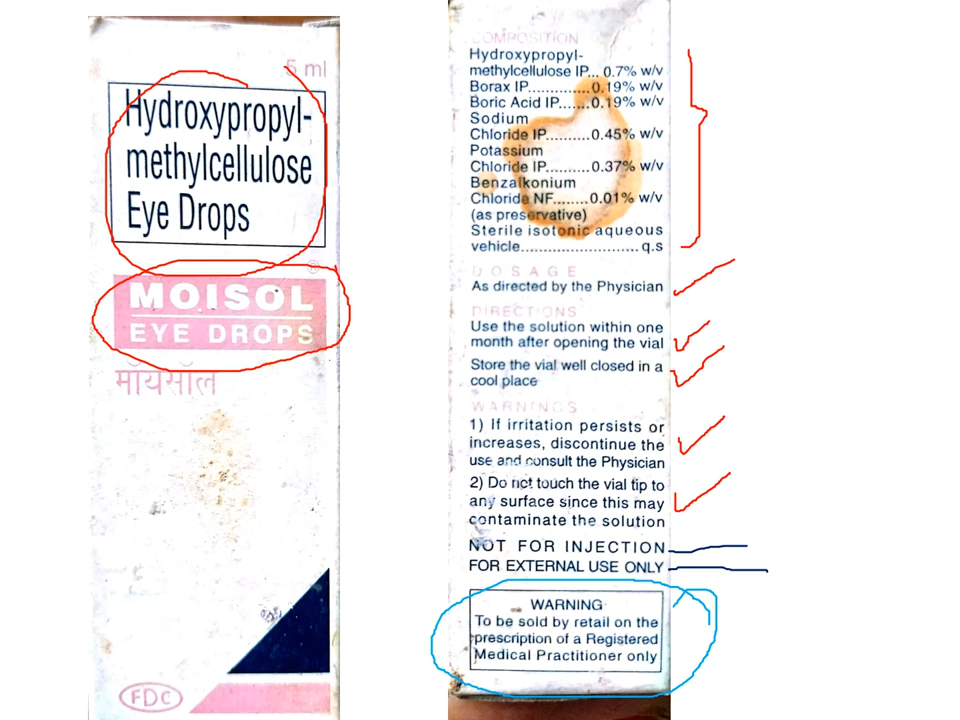 5 ml
Hydroxypropyl-
methylcellulose
Eye Drops
®
MOISOL
EYE DROPS
मॉयसॉल
FDC
COMPOSITION
Hydroxypropyl-
methylcellulose IP... 0.7% w/v
Borax IP.............0.19% w/v
Boric Acid IP.......0.19% w/v
Sodium
Chloride IP..........0.45% w/v
Potassium
Chloride IP..........0.37% w/v
Benzalkonium
Chloride NF........0.01% w/v
(as preservative)
Sterile isotonic aqueous
vehicle.......................... q.s
DOSAGE
As directed by the Physician
DIRECTIONS
Use the solution within one
month after opening the vial
Store the vial well closed in a
cool place
WARNINGS
1) If irritation persists or
increases, discontinue the
use and consult the Physician
2) Do not touch the vial tip to
any surface since this may
contaminate the solution
NOT FOR INJECTION
FOR EXTERNAL USE ONLY
WARNING
To be sold by retail on the
prescription of a Registered
Medical Practitioner only